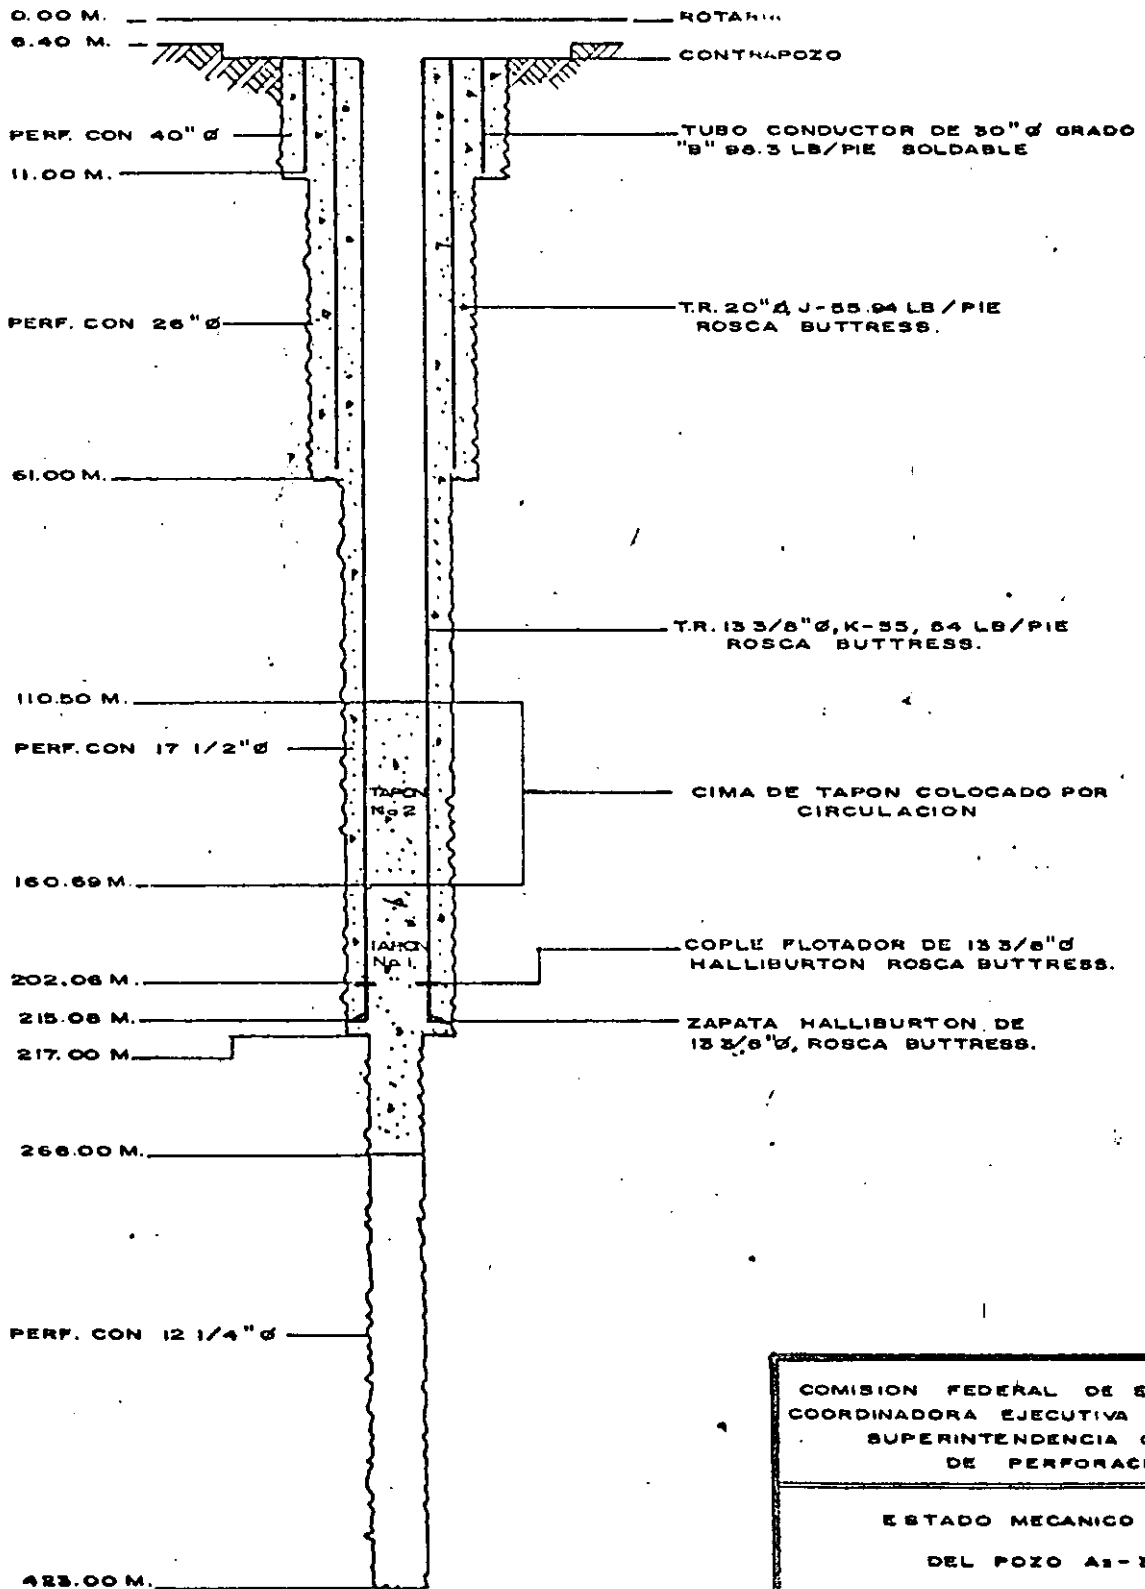 0.00 M.
ROTARIA
6.40 M.
CONTRAPOZO
PERF. CON 40" Ø
TUBO CONDUCTOR DE 30" Ø GRADO
"B" 98.3 LB/PIE SOLDABLE
11.00 M.
PERF. CON 26" Ø
T.R. 20" Ø, J-55.94 LB/PIE
ROSCA BUTTRESS.
61.00 M.
T.R. 13 3/8" Ø, K-55, 54 LB/PIE
ROSCA BUTTRESS.
110.50 M.
PERF. CON 17 1/2" Ø
TAPON
No 2
CIMA DE TAPON COLOCADO POR
CIRCULACION
160.69 M.
TAPON
No 1
COPLE FLOTADOR DE 13 3/8" Ø
HALLIBURTON ROSCA BUTTRESS.
202.06 M.
215.08 M.
ZAPATA HALLIBURTON DE
13 3/8" Ø, ROSCA BUTTRESS.
217.00 M.
266.00 M.
PERF. CON 12 1/4" Ø
COMISION FEDERAL DE
COORDINADORA EJECUTIVA
SUPERINTENDENCIA
DE PERFORACI
ESTADO MECANICO
DEL POZO
423.00 M.